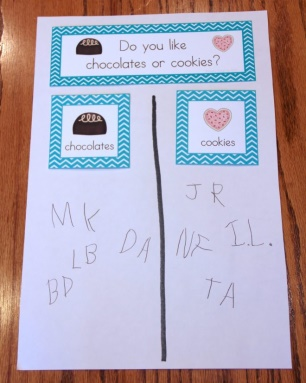 Do you like
chocolates or cookies?
chocolates
cookies
MK
LB
DA
BD
JR
NE
I.L.
TA